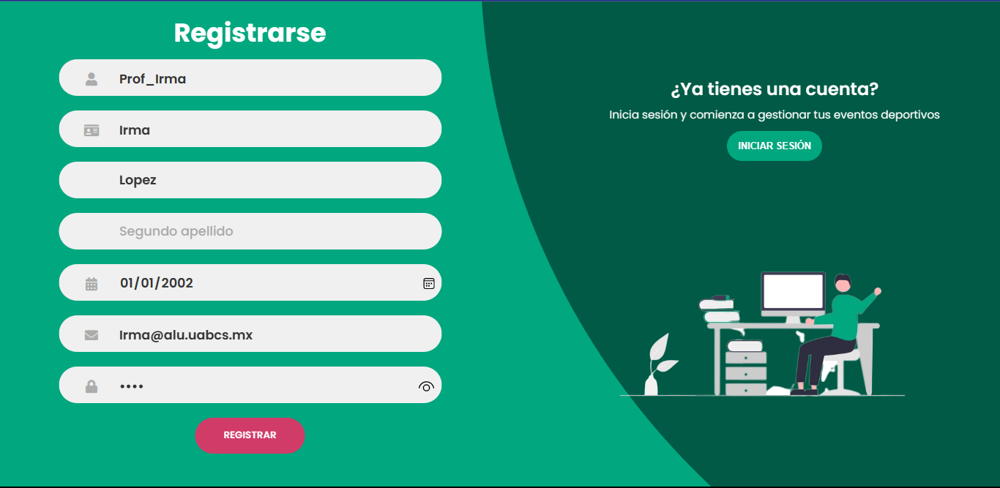 Registrarse
Prof_Irma
Irma
Lopez
Segundo apellido
01/01/2002
Irma@alu.uabcs.mx
••••
REGISTRAR
¿Ya tienes una cuenta?
Inicia sesión y comienza a gestionar tus eventos deportivos
INICIAR SESIÓN